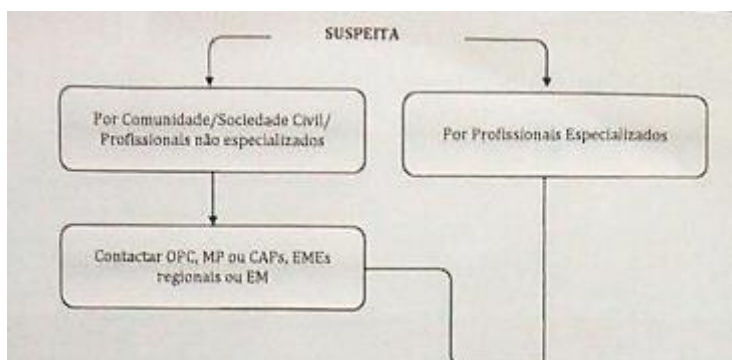 SUSPEITA
Por Comunidade/Sociedade Civil/
Profissionais não especializados
Por Profissionais Especializados
Contactar OPC, MP ou CAPs, EMEs
regionais ou EM